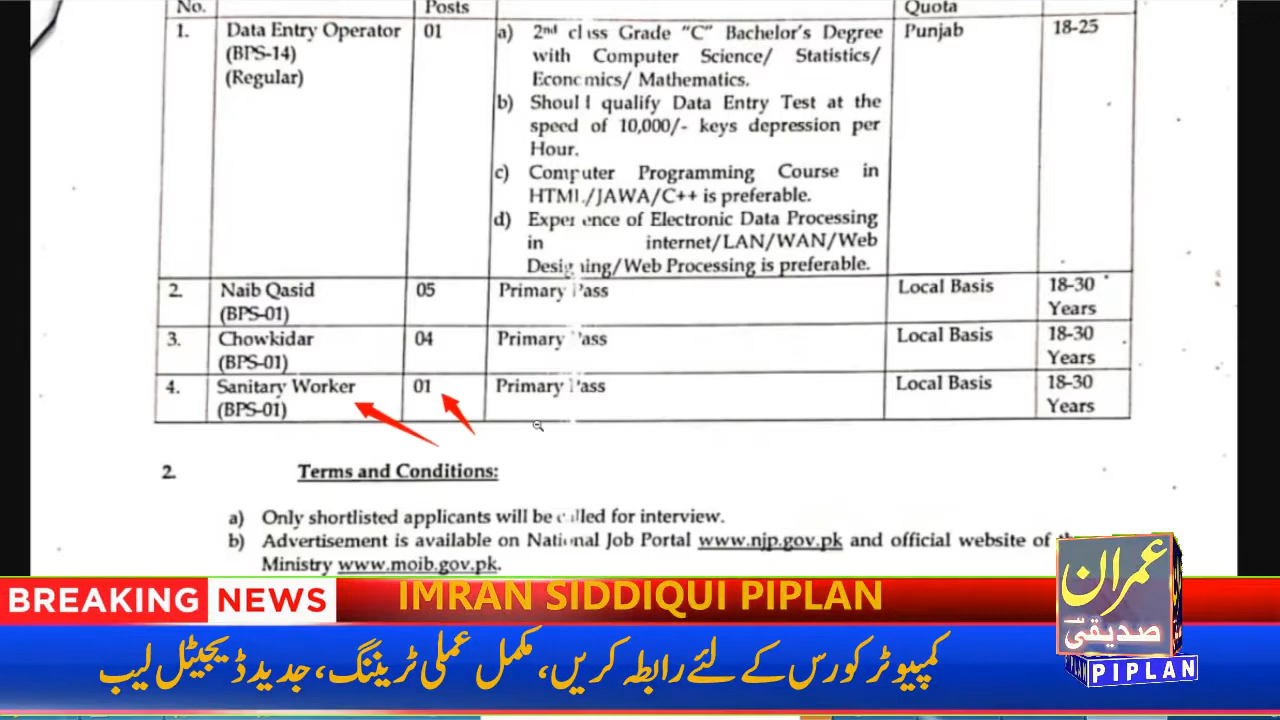 No. Posts Quota
1. Data Entry Operator 01 a) 2nd class Grade "C" Bachelor's Degree Punjab 18-25
(BPS-14) with Computer Science/ Statistics/
(Regular) Economics/ Mathematics.
b) Should qualify Data Entry Test at the
speed of 10,000/- keys depression per
Hour.
c) Computer Programming Course in
HTML/JAWA/C++ is preferable.
d) Experience of Electronic Data Processing
in internet/LAN/WAN/Web
Designing/Web Processing is preferable.
2. Naib Qasid 05 Primary Pass Local Basis 18-30
(BPS-01) Years
3. Chowkidar 04 Primary Pass Local Basis 18-30
(BPS-01) Years
4. Sanitary Worker 01 Primary Pass Local Basis 18-30
(BPS-01) Years
2. Terms and Conditions:
a) Only shortlisted applicants will be called for interview.
b) Advertisement is available on National Job Portal www.njp.gov.pk and official website of
Ministry www.moib.gov.pk.
BREAKING NEWS IMRAN SIDDIQUI PIPLAN
کمپیوٹر کورس کے لئے رابطہ کریں، مکمل عملی ٹریننگ، جدید ڈیجیٹل لیب
عمران
صدیقی
PIPLAN